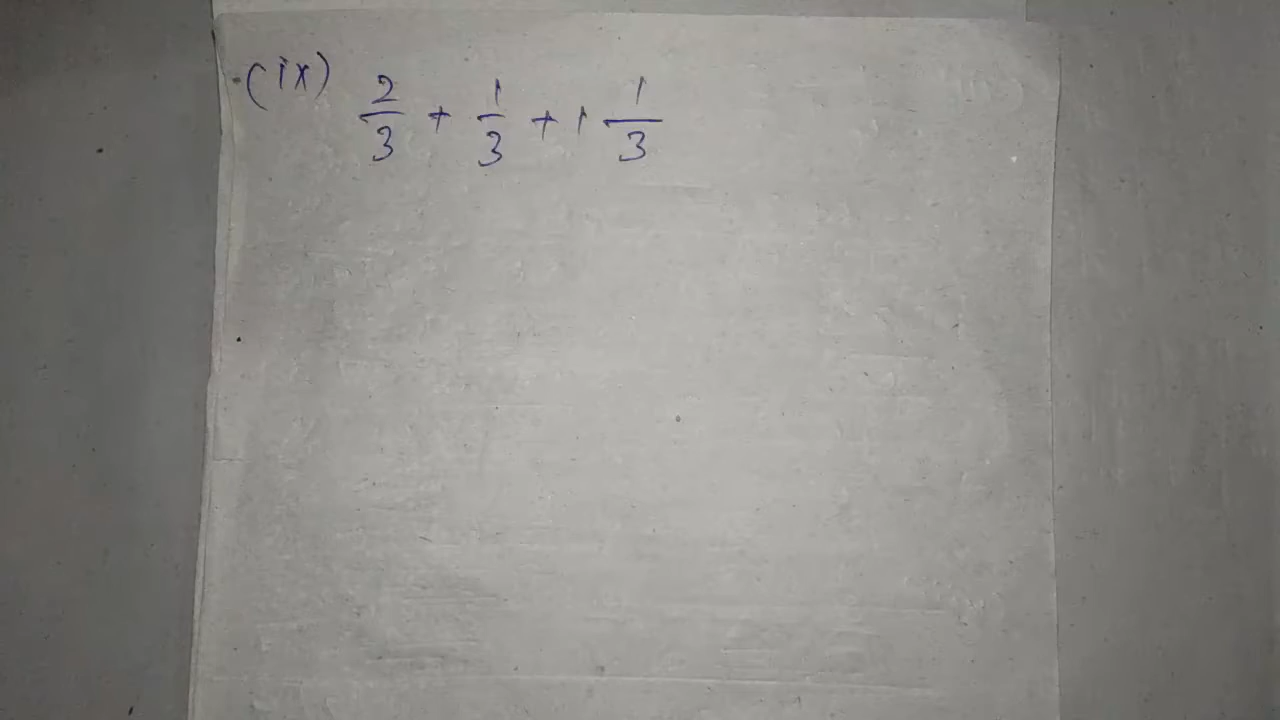 (ix) 2/3 + 1/3 + 1 1/3